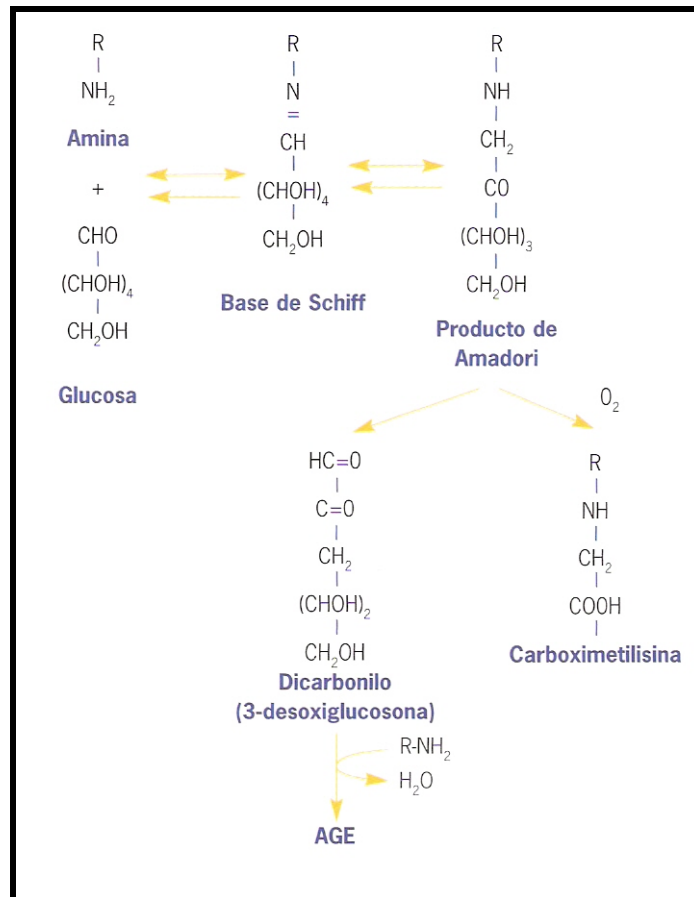 R
NH₂
Amina
+
CHO
(CHOH)₄
CH₂OH
Glucosa
R
N
=
CH
(CHOH)₄
CH₂OH
Base de Schiff
R
NH
CH₂
CO
(CHOH)₃
CH₂OH
Producto de
Amadori
O₂
HC=O
C=O
CH₂
(CHOH)₂
CH₂OH
Dicarbonilo
(3-desoxiglucosona)
R-NH₂
H₂O
AGE
R
NH
CH₂
COOH
Carboximetilisina